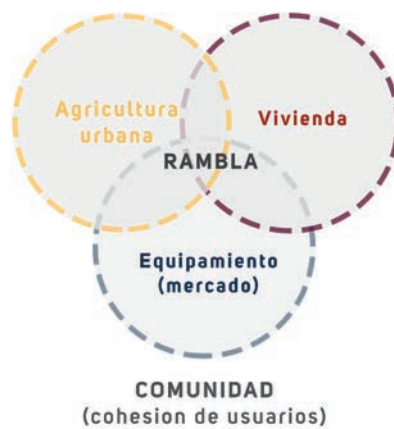 Agricultura
urbana
Vivienda
RAMBLA
Equipamiento
(mercado)
COMUNIDAD
(cohesion de usuarios)